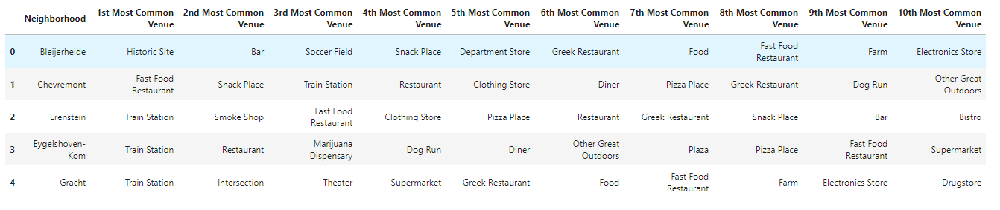 Neighborhood 1st Most Common Venue 2nd Most Common Venue 3rd Most Common Venue 4th Most Common Venue 5th Most Common Venue 6th Most Common Venue 7th Most Common Venue 8th Most Common Venue 9th Most Common Venue 10th Most Common Venue
0 Bleijerheide Historic Site Bar Soccer Field Snack Place Department Store Greek Restaurant Food Fast Food Restaurant Farm Electronics Store
1 Chevremont Fast Food Restaurant Snack Place Train Station Restaurant Clothing Store Diner Pizza Place Greek Restaurant Dog Run Other Great Outdoors
2 Erenstein Train Station Smoke Shop Fast Food Restaurant Clothing Store Pizza Place Restaurant Greek Restaurant Snack Place Bar Bistro
3 Eygelshoven-Kom Train Station Restaurant Marijuana Dispensary Dog Run Diner Other Great Outdoors Plaza Pizza Place Fast Food Restaurant Supermarket
4 Gracht Train Station Intersection Theater Supermarket Greek Restaurant Food Fast Food Restaurant Farm Electronics Store Drugstore